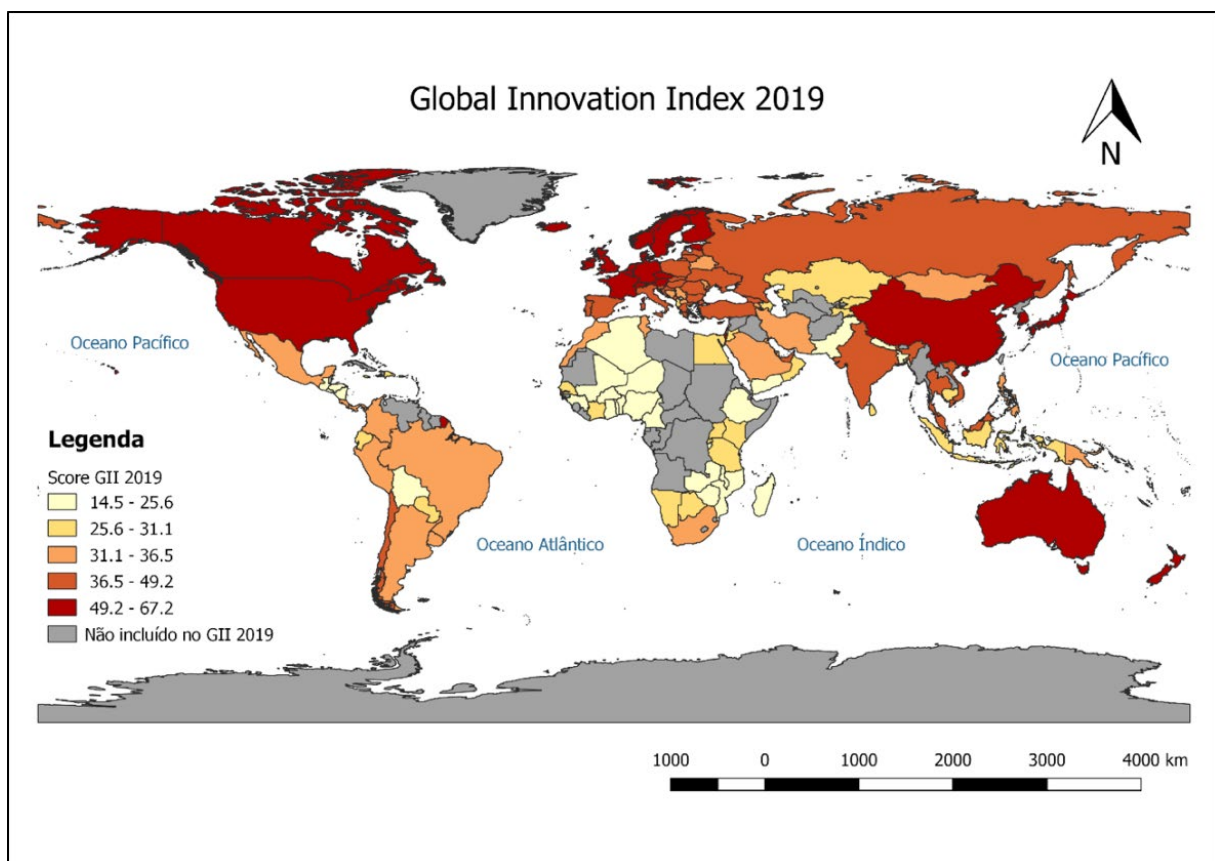 Global Innovation Index 2019
N
Oceano Pacífico
Oceano Pacífico
Oceano Atlântico
Oceano Índico
Legenda
Score GII 2019
14.5 - 25.6
25.6 - 31.1
31.1 - 36.5
36.5 - 49.2
49.2 - 67.2
Não incluído no GII 2019
1000 0 1000 2000 3000 4000 km